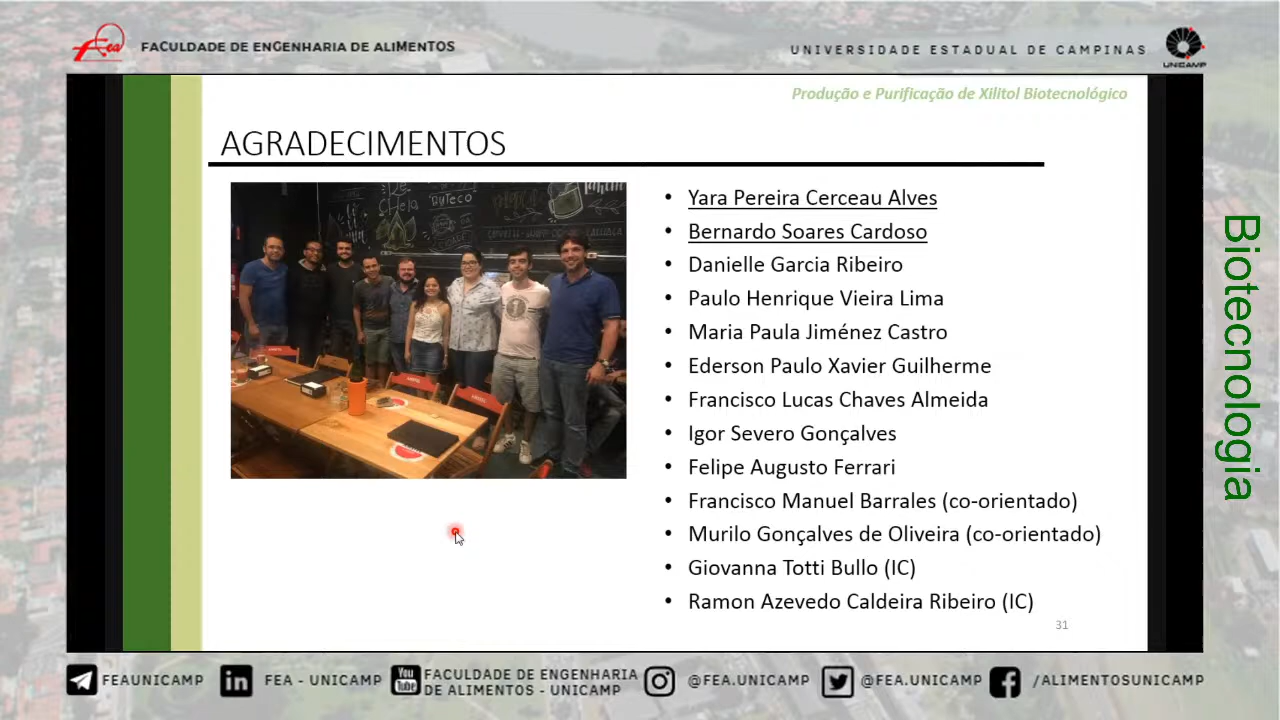 Fea
FACULDADE DE ENGENHARIA DE ALIMENTOS
UNIVERSIDADE ESTADUAL DE CAMPINAS
UNICAMP
Produção e Purificação de Xilitol Biotecnológico
AGRADECIMENTOS
• Yara Pereira Cerceau Alves
• Bernardo Soares Cardoso
• Danielle Garcia Ribeiro
• Paulo Henrique Vieira Lima
• Maria Paula Jiménez Castro
• Ederson Paulo Xavier Guilherme
• Francisco Lucas Chaves Almeida
• Igor Severo Gonçalves
• Felipe Augusto Ferrari
• Francisco Manuel Barrales (co-orientado)
• Murilo Gonçalves de Oliveira (co-orientado)
• Giovanna Totti Bullo (IC)
• Ramon Azevedo Caldeira Ribeiro (IC)
31
Biotecnologia
FEAUNICAMP
in
FEA - UNICAMP
You
Tube
FACULDADE DE ENGENHARIA
DE ALIMENTOS - UNICAMP
@FEA.UNICAMP
@FEA.UNICAMP
/ALIMENTOSUNICAMP